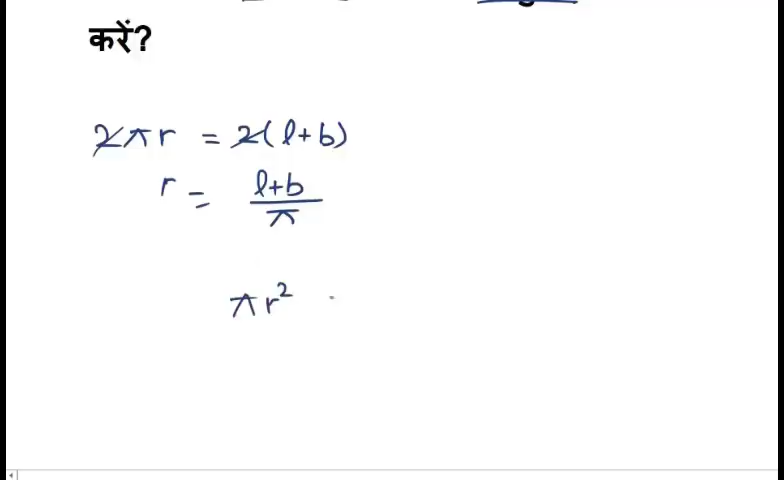 करें?
2πr = 2(l+b)
r = l+b/π
πr²